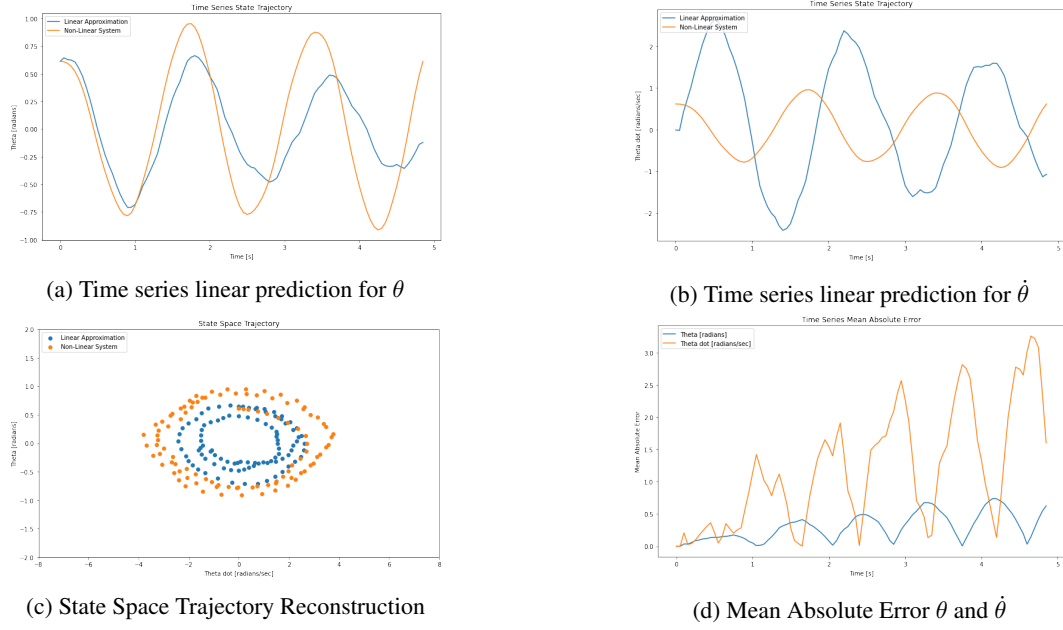 Time Series State Trajectory
Linear Approximation
Non-Linear System
1.00
0.75
0.50
0.25
0.00
−0.25
−0.50
−0.75
−1.00
Theta [radians]
0 1 2 3 4 5
Time [s]
(a) Time series linear prediction for θ
Time Series State Trajectory
Linear Approximation
Non-Linear System
2
1
0
−1
−2
Theta dot [radians/sec]
0 1 2 3 4 5
Time [s]
(b) Time series linear prediction for θ̇
State Space Trajectory
Linear Approximation
Non-Linear System
2.0
1.5
1.0
0.5
0.0
−0.5
−1.0
−1.5
−2.0
Theta [radians]
−8 −6 −4 −2 0 2 4 6 8
Theta dot [radians/sec]
(c) State Space Trajectory Reconstruction
Time Series Mean Absolute Error
Theta [radians]
Theta dot [radians/sec]
3.0
2.5
2.0
1.5
1.0
0.5
0.0
Mean Absolute Error
0 1 2 3 4 5
Time [s]
(d) Mean Absolute Error θ and θ̇